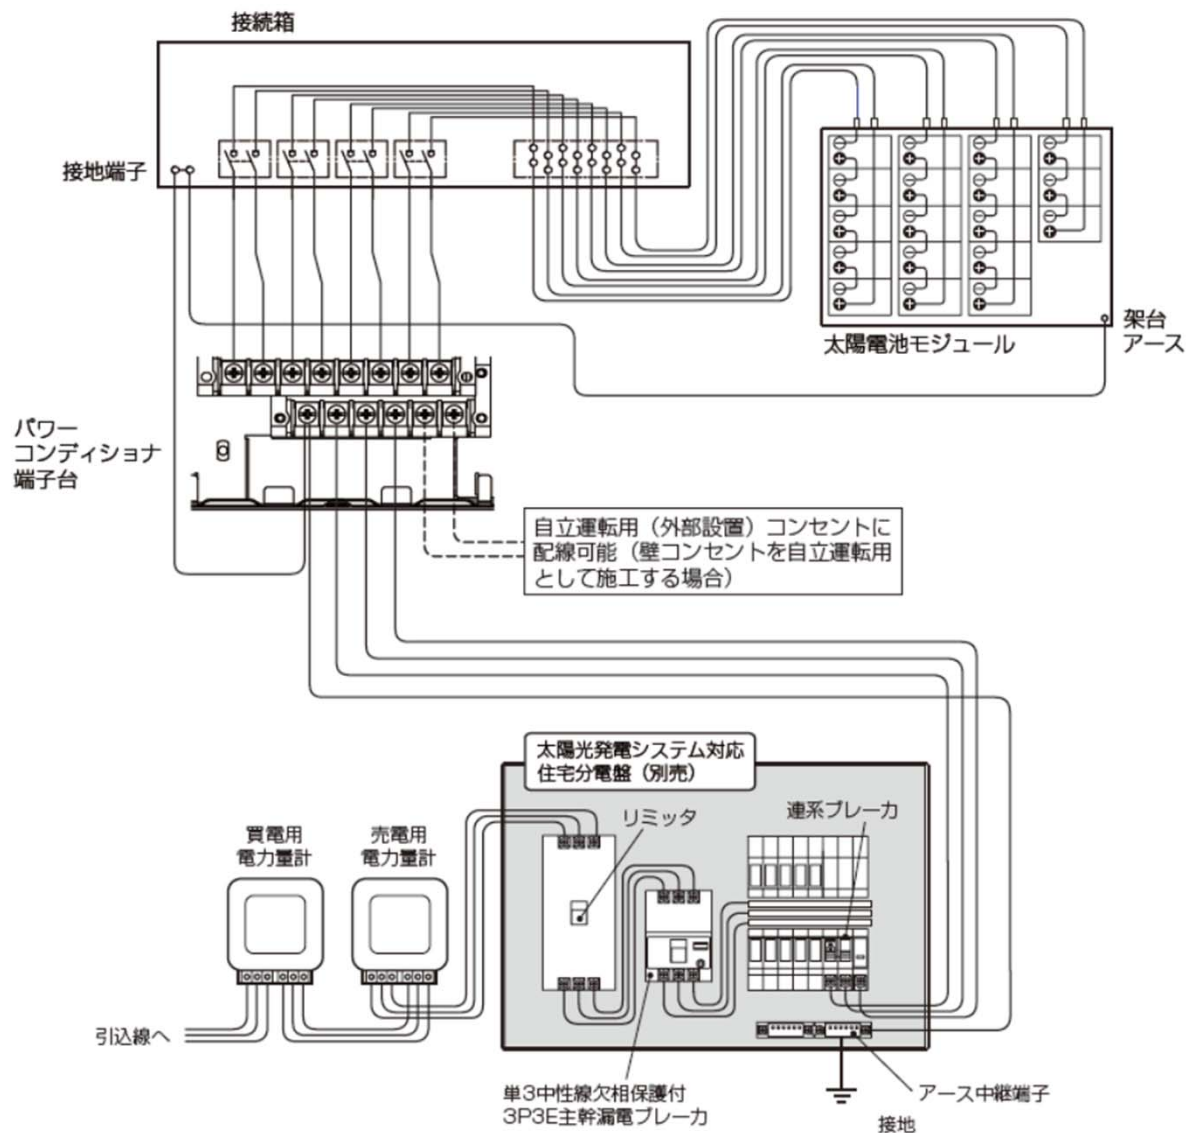 接続箱
接地端子
架台
アース
太陽電池モジュール
パワー
コンディショナ
端子台
自立運転用（外部設置）コンセントに
配線可能（壁コンセントを自立運転用
として施工する場合）
太陽光発電システム対応
住宅分電盤（別売）
リミッタ
連系ブレーカ
買電用
電力量計
売電用
電力量計
引込線へ
単3中性線欠相保護付
3P3E主幹漏電ブレーカ
アース中継端子
接地